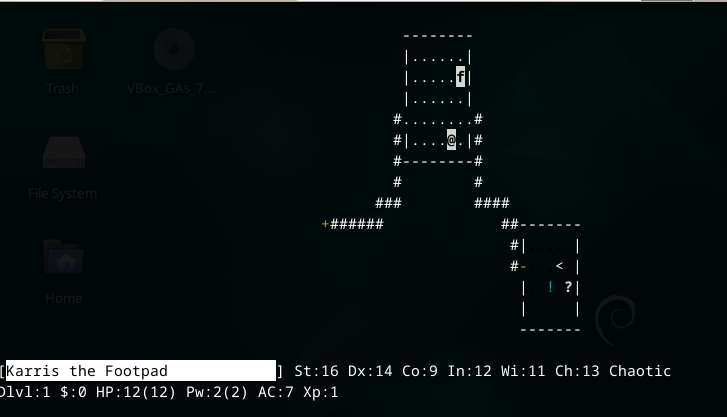 --------
|......|
|.....f|
Trash VBox_GAs_7...
|......|
#........#
#|....@.|#
#--------#
#        #
File System
###        ####
+######             ##-------
#|     |
#-   < |
|  ! ?|
Home
|     |
-------
[Karris the Footpad            ] St:16 Dx:14 Co:9 In:12 Wi:11 Ch:13 Chaotic
Dlvl:1 $:0 HP:12(12) Pw:2(2) AC:7 Xp:1